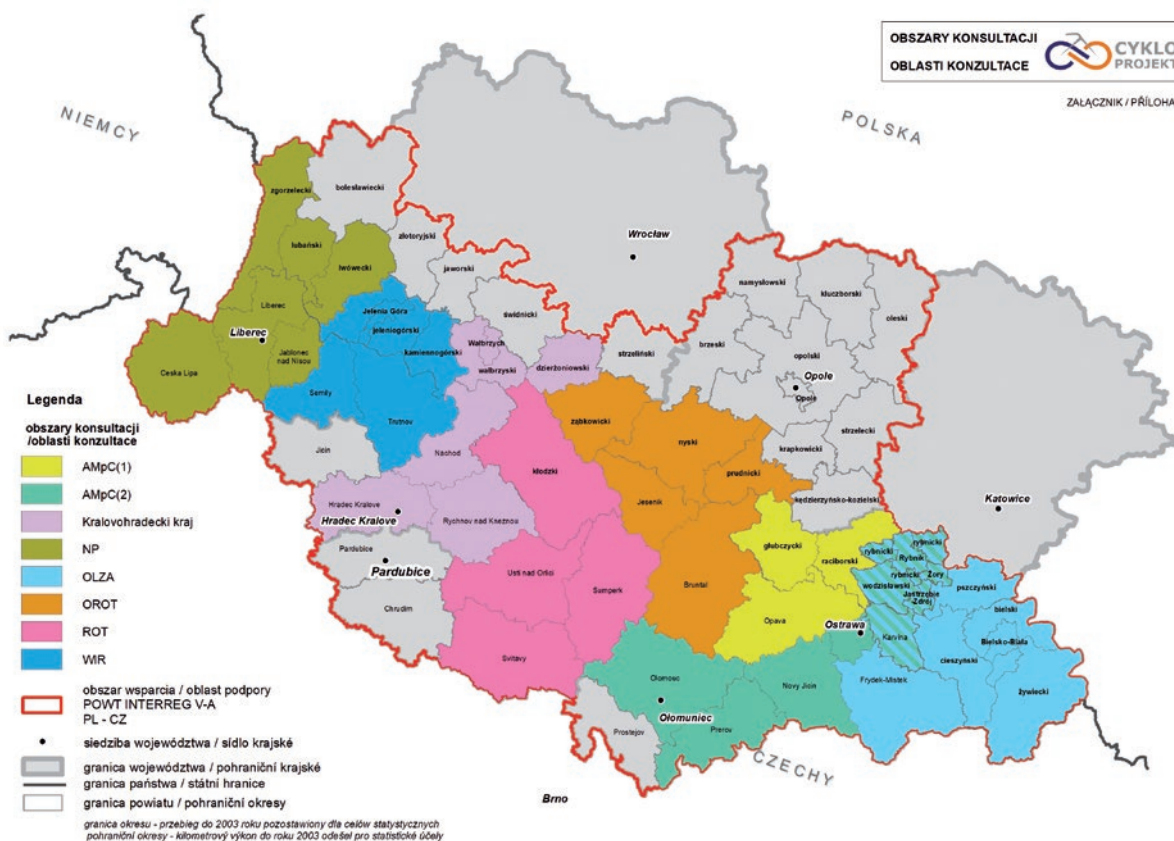 OBSZARY KONSULTACJI
OBLASTI KONZULTACE
CYKLO
PROJEKT
ZAŁĄCZNIK / PŘÍLOHA
NIEMCY
POLSKA
zgorzelecki
bolesławiecki
lubański
lwówecki
złotoryjski
jaworski
świdnicki
Wrocław
namysłowski
kluczborski
oleski
Liberec
Liberec
Jablonec
nad Nisou
Ceska Lipa
Jelenia Góra
jeleniogórski
kamiennogórski
Wałbrzych
wałbrzyski
dzierżoniowski
strzeliński
brzeski
opolski
Opole
Opole
Semily
Trutnov
ząbkowicki
nyski
prudnicki
krapkowicki
strzelecki
kędzierzyńsko-kozielski
Katowice
Jicin
Nachod
kłodzki
Jesenik
Hradec Kralove
Hradec Kralove
Rychnov nad Kneznou
Pardubice
Pardubice
Chrudim
Usti nad Orlici
Sumperk
Bruntal
głubczycki
raciborski
rybnicki
rybnicki
Rybnik
rybnicki
Żory
wodzisławski
Jastrzębie
-Zdrój
pszczyński
bielski
Bielsko-Biała
Opava
Ostrawa
Karvina
cieszyński
żywiecki
Svitavy
Olomouc
Ołomuniec
Novy Jicin
Frydek-Mistek
Prostejov
Prerov
CZECHY
Brno
Legenda
obszary konsultacji
/oblasti konzultace
AMpC(1)
AMpC(2)
Kralovohradecki kraj
NP
OLZA
OROT
ROT
WIR
obszar wsparcia / oblast podpory
POWT INTERREG V-A
PL - CZ
siedziba województwa / sídlo krajské
granica województwa / pohraniční krajské
granica państwa / státní hranice
granica powiatu / pohraniční okresy
granica okresu - przebieg do 2003 roku pozostawiony dla celów statystycznych
pohraniční okresy - kilometrový výkon do roku 2003 odešel pro statistické účely